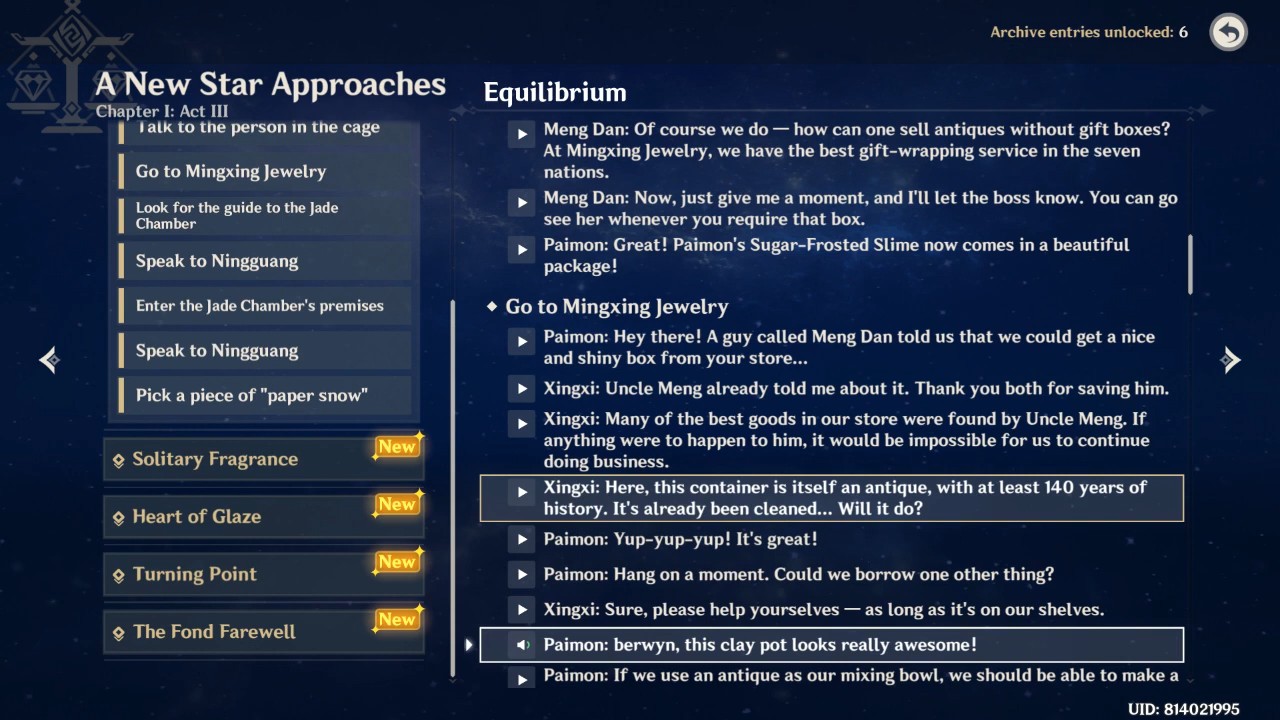 Archive entries unlocked: 6
A New Star Approaches
Chapter I: Act III
Talk to the person in the cage
Go to Mingxing Jewelry
Look for the guide to the Jade
Chamber
Speak to Ningguang
Enter the Jade Chamber's premises
Speak to Ningguang
Pick a piece of "paper snow"
Solitary Fragrance
New
Heart of Glaze
New
Turning Point
New
The Fond Farewell
New
Equilibrium
Meng Dan: Of course we do — how can one sell antiques without gift boxes?
At Mingxing Jewelry, we have the best gift-wrapping service in the seven
nations.
Meng Dan: Now, just give me a moment, and I'll let the boss know. You can go
see her whenever you require that box.
Paimon: Great! Paimon's Sugar-Frosted Slime now comes in a beautiful
package!
Go to Mingxing Jewelry
Paimon: Hey there! A guy called Meng Dan told us that we could get a nice
and shiny box from your store...
Xingxi: Uncle Meng already told me about it. Thank you both for saving him.
Xingxi: Many of the best goods in our store were found by Uncle Meng. If
anything were to happen to him, it would be impossible for us to continue
doing business.
Xingxi: Here, this container is itself an antique, with at least 140 years of
history. It's already been cleaned... Will it do?
Paimon: Yup-yup-yup! It's great!
Paimon: Hang on a moment. Could we borrow one other thing?
Xingxi: Sure, please help yourselves — as long as it's on our shelves.
Paimon: berwyn, this clay pot looks really awesome!
Paimon: If we use an antique as our mixing bowl, we should be able to make a
UID: 814021995